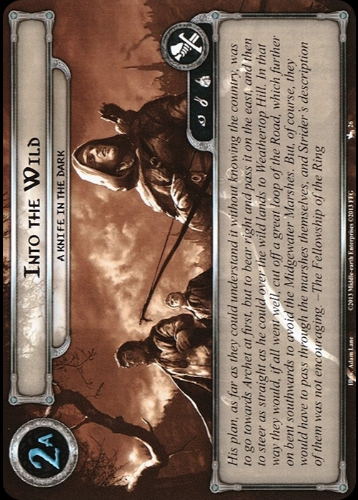 2A
INTO THE WILD
A KNIFE IN THE DARK
His plan, as far as they could understand it without knowing the country, was
to go towards Archet at first, but to bear right and pass it on the east, and then
to steer as straight as he could over the wild lands to Weathertop Hill. In that
way they would, if all went well, cut off a great loop of the Road, which further
on bent southwards to avoid the Midgewater Marshes. But, of course, they
would have to pass through the marshes themselves, and Strider's description
of them was not encouraging. –The Fellowship of the Ring
Illus. Adam Lane ©2013 Middle-earth Enterprises ©2013 FFG 26